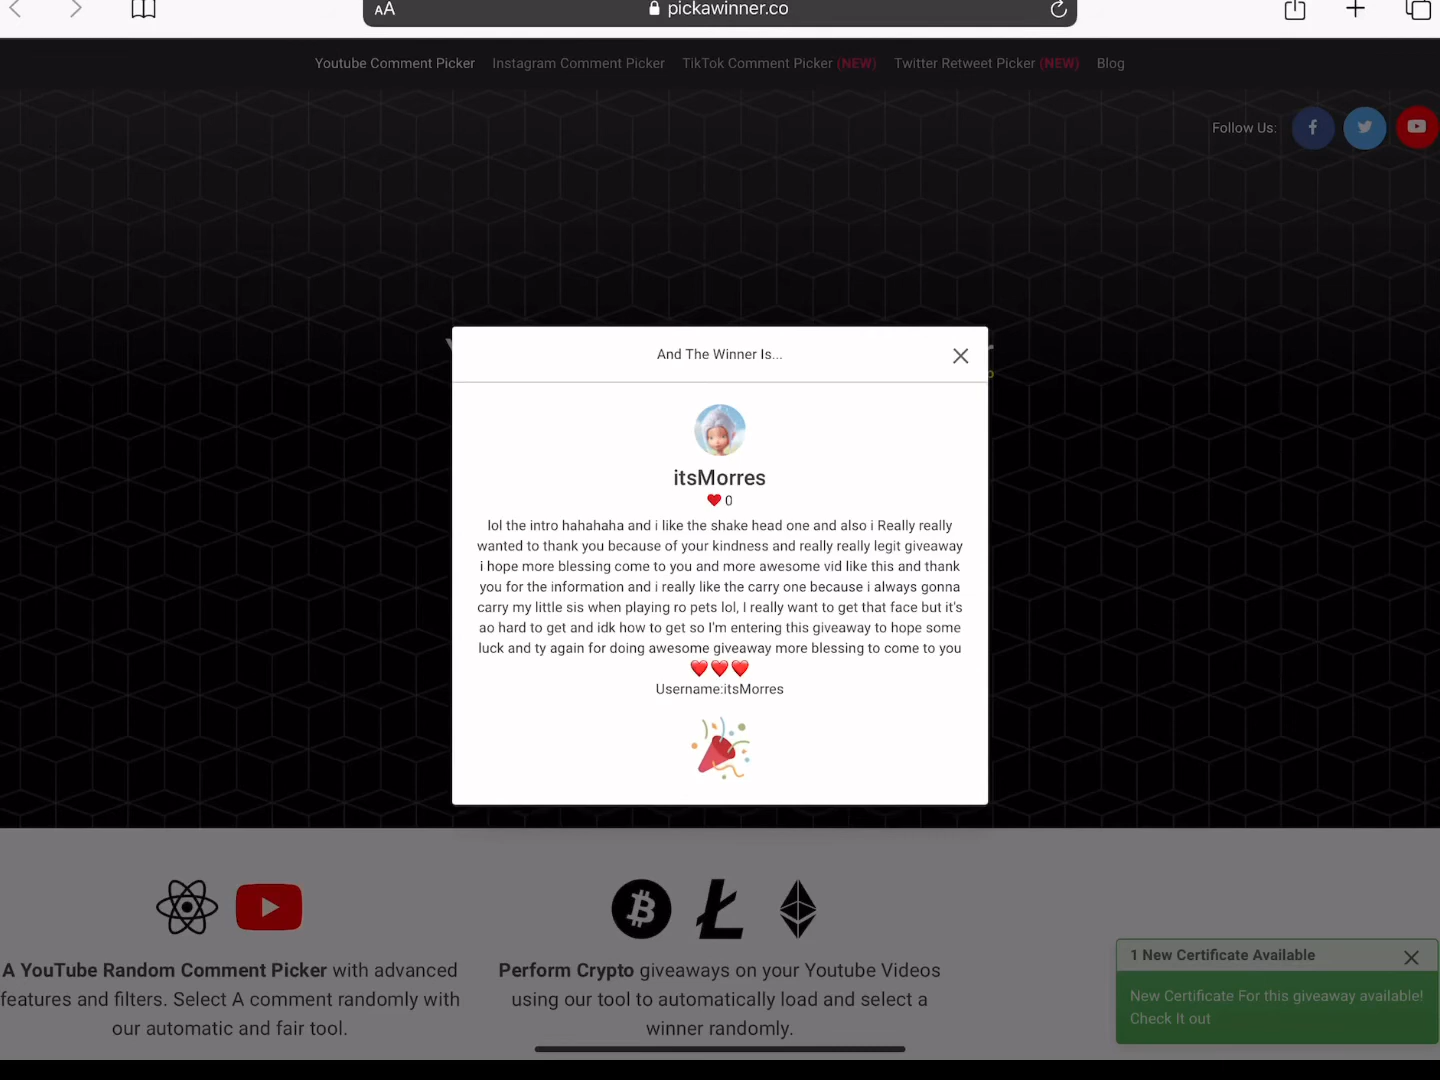 AA
pickawinner.co
Youtube Comment Picker Instagram Comment Picker TikTok Comment Picker (NEW) Twitter Retweet Picker (NEW) Blog
Follow Us:
And The Winner Is...
itsMorres
0
lol the intro hahahaha and i like the shake head one and also i Really really
wanted to thank you because of your kindness and really really legit giveaway
i hope more blessing come to you and more awesome vid like this and thank
you for the information and i really like the carry one because i always gonna
carry my little sis when playing ro pets lol, I really want to get that face but it's
ao hard to get and idk how to get so I'm entering this giveaway to hope some
luck and ty again for doing awesome giveaway more blessing to come to you
❤️❤️❤️
Username:itsMorres
A YouTube Random Comment Picker with advanced
features and filters. Select A comment randomly with
our automatic and fair tool.
Perform Crypto giveaways on your Youtube Videos
using our tool to automatically load and select a
winner randomly.
1 New Certificate Available
New Certificate For this giveaway available!
Check It out